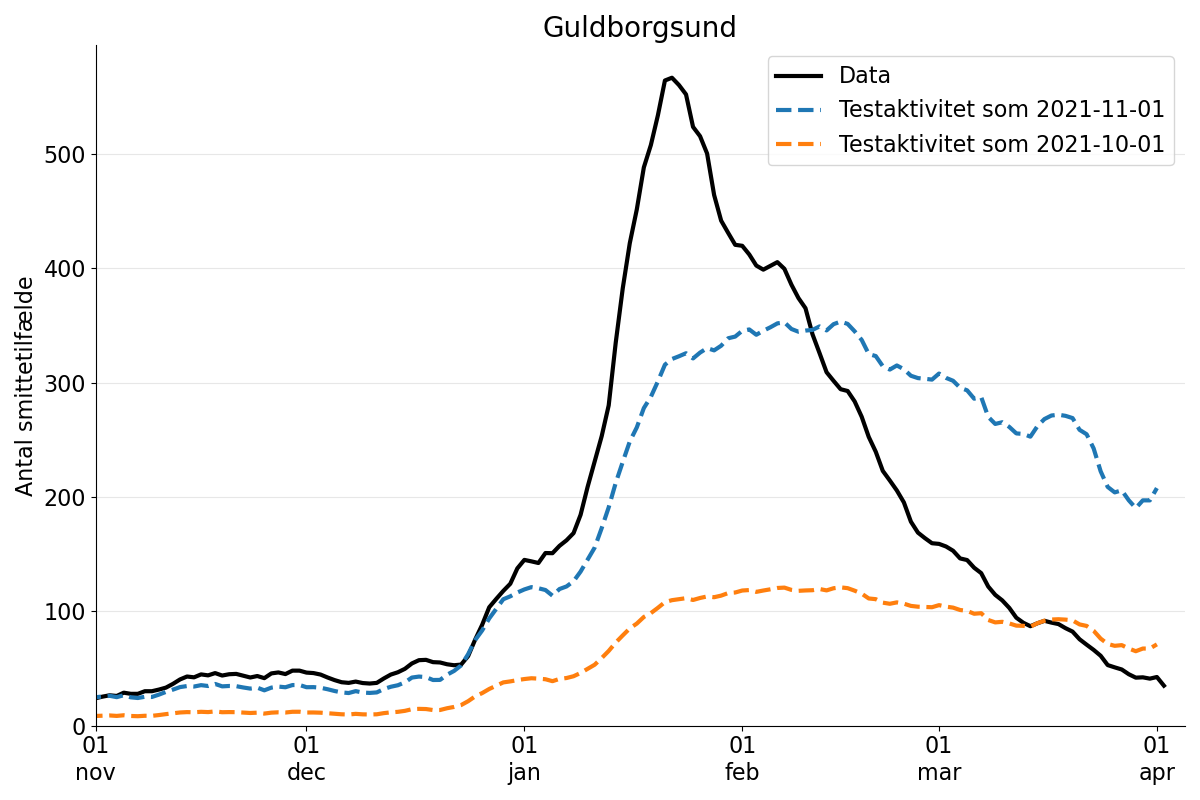 Guldborgsund
Data
Testaktivitet som 2021-11-01
Testaktivitet som 2021-10-01
Antal smittetilfælde
500
400
300
200
100
0
01 01 01 01 01 01
nov dec jan feb mar apr